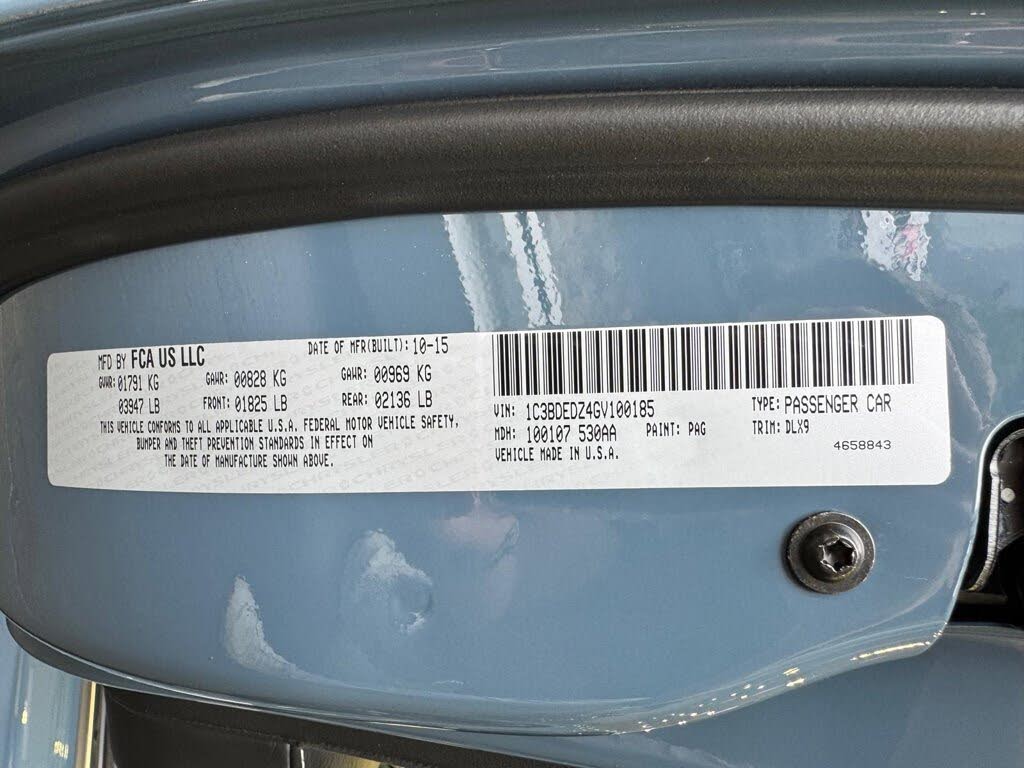 MFD BY FCA US LLC DATE OF MFR(BUILT): 10-15
GVWR: 01791 KG GAWR: 00828 KG GAWR: 00969 KG
03947 LB FRONT: 01825 LB REAR: 02136 LB
THIS VEHICLE CONFORMS TO ALL APPLICABLE U.S.A. FEDERAL MOTOR VEHICLE SAFETY,
BUMPER AND THEFT PREVENTION STANDARDS IN EFFECT ON
THE DATE OF MANUFACTURE SHOWN ABOVE.
VIN: 1C3BDEDZ4GV100185 TYPE: PASSENGER CAR
MDH: 100107 530AA PAINT: PAG TRIM: DLX9
VEHICLE MADE IN U.S.A. 4658843